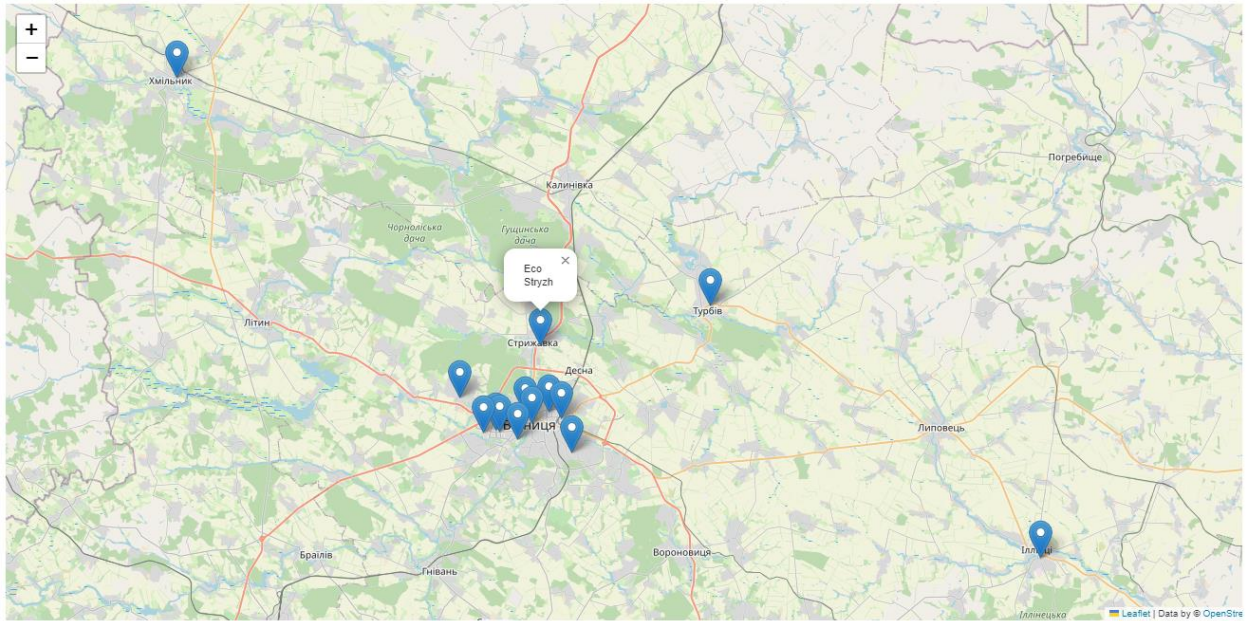 +
−
Хмільник
Погребище
Калинівка
Чорноліська
дача
Гущинська
дача
×
Eco
Stryzh
Турбів
Літин
Стрижавка
Десна
Липовець
Вороновиця
Браїлів
Гнівань
Іллінецька
Leaflet | Data by © OpenStre